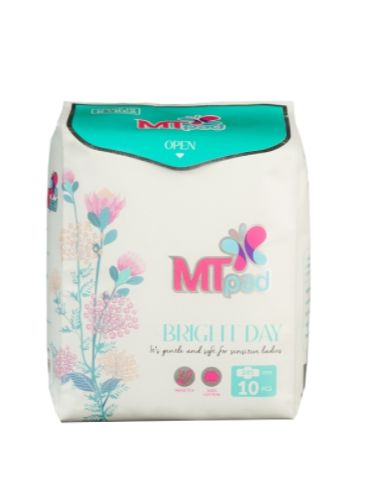 MTpad
OPEN
MTpad
BRIGHT DAY
It's gentle and soft for sensitive ladies
10 PCS